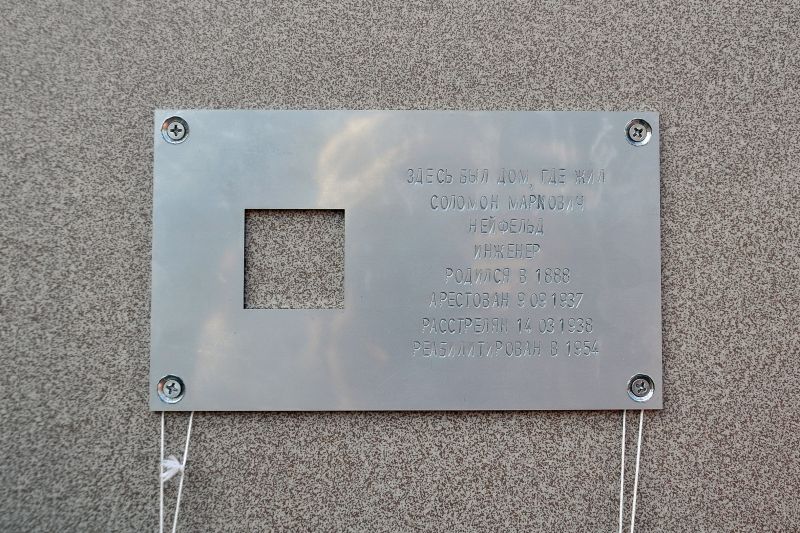 ЗДЕСЬ БЫЛ ДОМ, ГДЕ ЖИЛ
СОЛОМОН МАРКОВИЧ
НЕЙФЕЛЬД
ИНЖЕНЕР
РОДИЛСЯ В 1888
АРЕСТОВАН 9 09 1937
РАССТРЕЛЯН 14 03 1938
РЕАБИЛИТИРОВАН В 1954